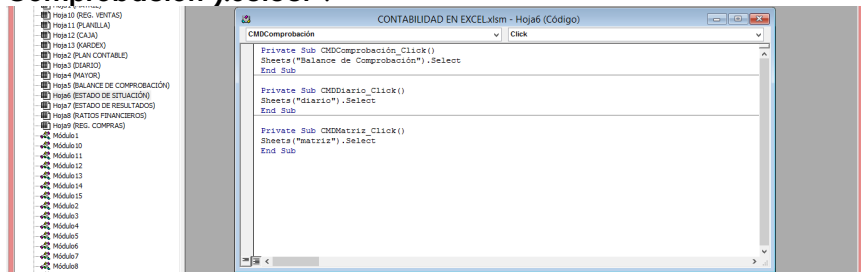 Hoja10 (REG. VENTAS)
Hoja11 (PLANILLA)
Hoja12 (CAJA)
Hoja13 (KARDEX)
Hoja2 (PLAN CONTABLE)
Hoja3 (DIARIO)
Hoja4 (MAYOR)
Hoja5 (BALANCE DE COMPROBACIÓN)
Hoja6 (ESTADO DE SITUACIÓN)
Hoja7 (ESTADO DE RESULTADOS)
Hoja8 (RATIOS FINANCIEROS)
Hoja9 (REG. COMPRAS)
Módulo1
Módulo10
Módulo11
Módulo12
Módulo13
Módulo14
Módulo15
Módulo2
Módulo3
Módulo4
Módulo5
Módulo6
Módulo7
Módulo8
CONTABILIDAD EN EXCEL.xlsm - Hoja6 (Código)
CMDComprobación
Click
Private Sub CMDComprobación_Click()
Sheets("Balance de Comprobación").Select
End Sub
Private Sub CMDDiario_Click()
Sheets("diario").Select
End Sub
Private Sub CMDMatriz_Click()
Sheets("matriz").Select
End Sub